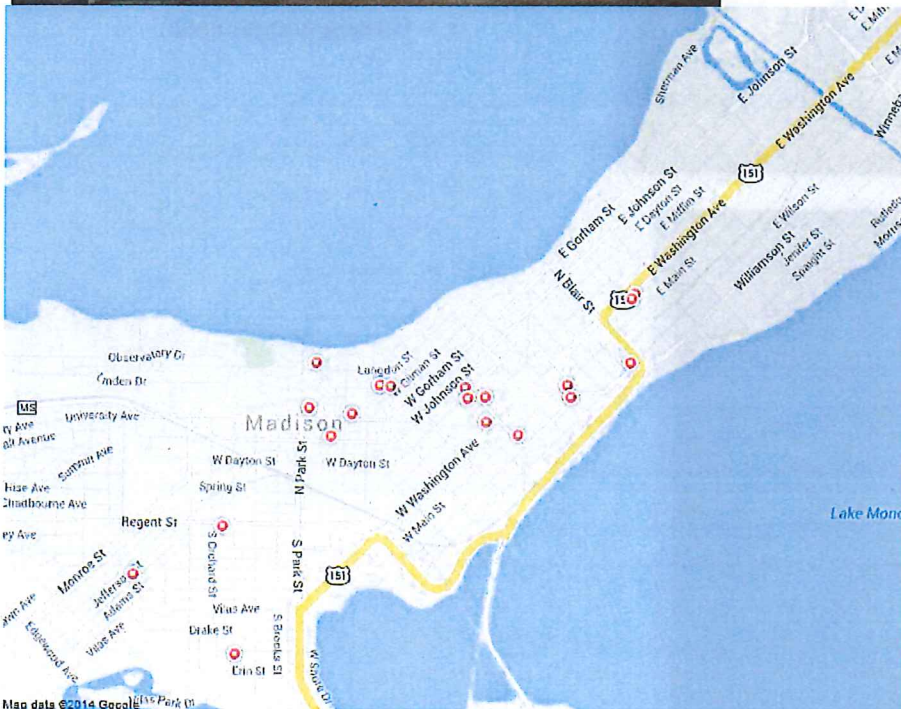 Sherman Ave
E Johnson St
E Washington Ave
151
E Gorham St
E Johnson St
E Dayton St
E Mifflin St
E Washington Ave
E Main St
E Wilson St
Williamson St
Jenifer St
Spaight St
N Blair St
Observatory Dr
Linden Dr
University Ave
Langdon St
W Gilman St
W Gorham St
W Johnson St
Madison
Summit Ave
W Dayton St
W Dayton St
Spring St
N Park St
W Washington Ave
W Main St
Chadbourne Ave
Regent St
Monroe St
Jefferson St
Adams St
Vilas Ave
S Orchard St
S Park St
151
Vilas Ave
Drake St
Erin St
S Brooks St
W Shore Dr
Edgewood Ave
Vilas Park Dr
Lake Mono
Map data ©2014 Google